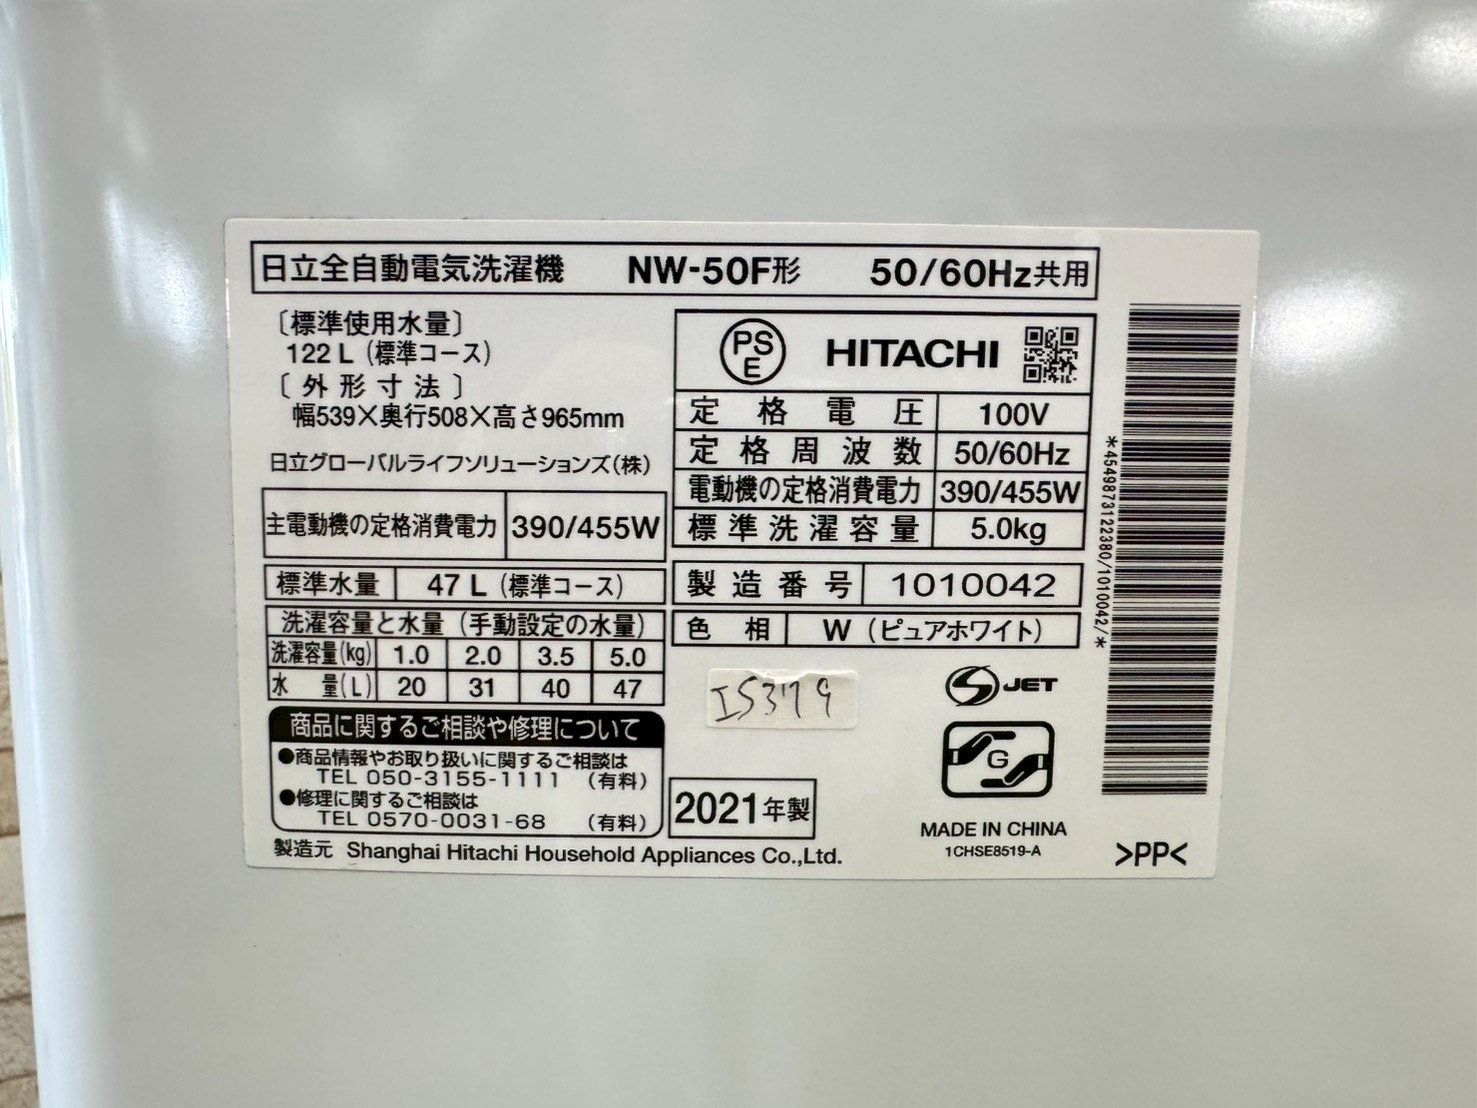 日立全自動電気洗濯機 NW-50F形 50/60Hz共用
〔標準使用水量〕
122L (標準コース)
〔外形寸法〕
幅539×奥行508×高さ965mm
日立グローバルライフソリューションズ(株)
主電動機の定格消費電力 390/455W
標準水量 47L (標準コース)
洗濯容量と水量 (手動設定の水量)
洗濯容量(kg) 1.0 2.0 3.5 5.0
水 量(L) 20 31 40 47
商品に関するご相談や修理について
●商品情報やお取り扱いに関するご相談は
TEL 050-3155-1111 (有料)
●修理に関するご相談は
TEL 0570-0031-68 (有料)
製造元 Shanghai Hitachi Household Appliances Co.,Ltd.
PSE HITACHI
定格電圧 100V
定格周波数 50/60Hz
電動機の定格消費電力 390/455W
標準洗濯容量 5.0kg
製造番号 1010042
色相 W (ピュアホワイト)
IS379
S JET
G
2021年製
MADE IN CHINA
1CHSE8519-A
*4549873122380/1010042/*
>PP<